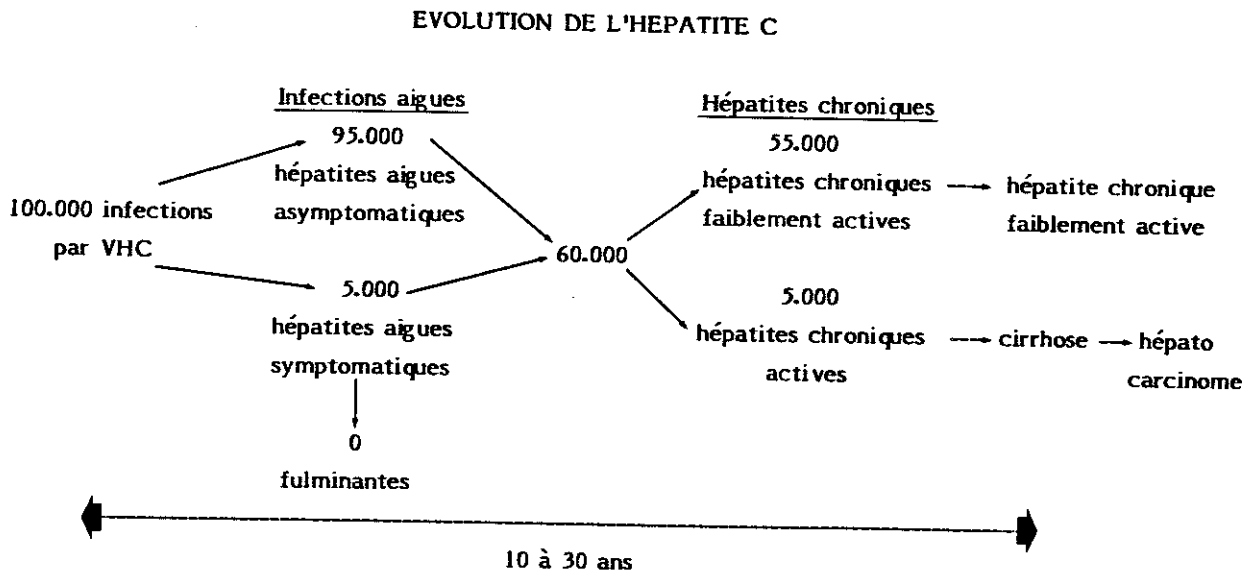 EVOLUTION DE L'HEPATITE C
Infections aigues
95.000
hépatites aigues
asymptomatiques
100.000 infections
par VHC
5.000
hépatites aigues
symptomatiques
0
fulminantes
60.000
Hépatites chroniques
55.000
hépatites chroniques
faiblement actives
hépatite chronique
faiblement active
5.000
hépatites chroniques
actives
cirrhose
hépato
carcinome
10 à 30 ans